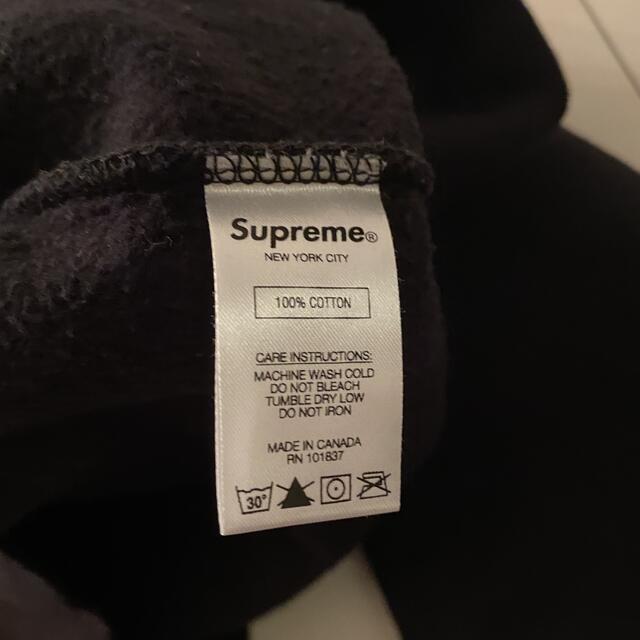 Supreme®
NEW YORK CITY
100% COTTON
CARE INSTRUCTIONS:
MACHINE WASH COLD
DO NOT BLEACH
TUMBLE DRY LOW
DO NOT IRON
MADE IN CANADA
RN 101837
30°